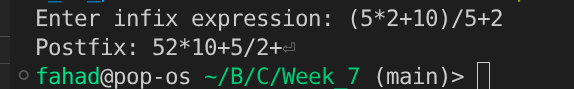 Enter infix expression: (5*2+10)/5+2
Postfix: 52*10+5/2+⏎
fahad@pop-os ~/B/C/Week_7 (main)>